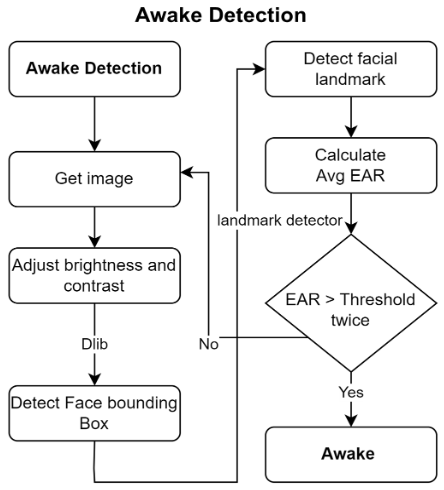 Awake Detection
Awake Detection
Get image
Adjust brightness and
contrast
Dlib
Detect Face bounding
Box
Detect facial
landmark
Calculate
Avg EAR
landmark detector
EAR > Threshold
twice
No
Yes
Awake